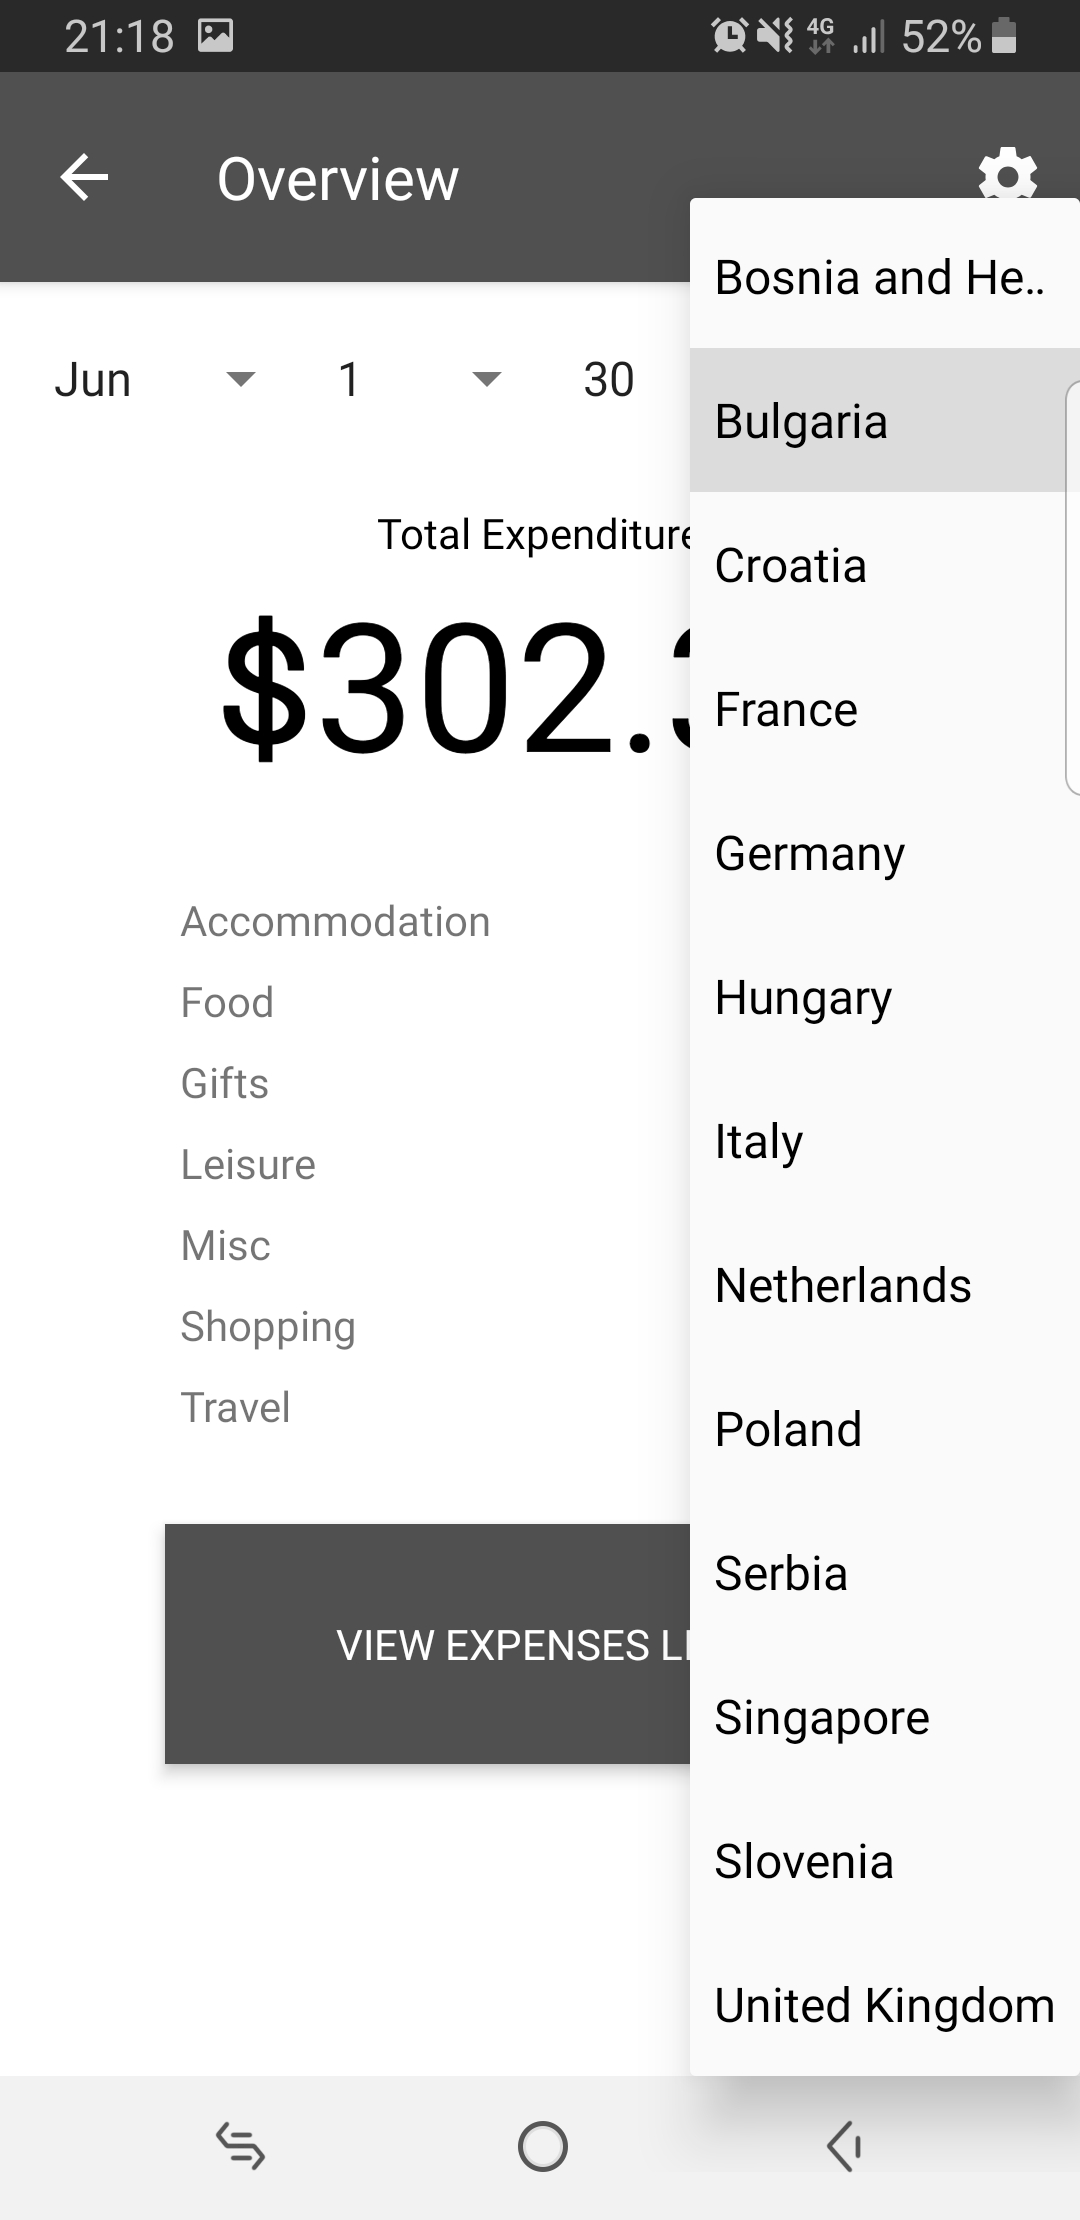 21:18 4G 52%
Overview
Jun 1 30
Total Expenditure
$302.
Accommodation
Food
Gifts
Leisure
Misc
Shopping
Travel
VIEW EXPENSES
Bosnia and He..
Bulgaria
Croatia
France
Germany
Hungary
Italy
Netherlands
Poland
Serbia
Singapore
Slovenia
United Kingdom